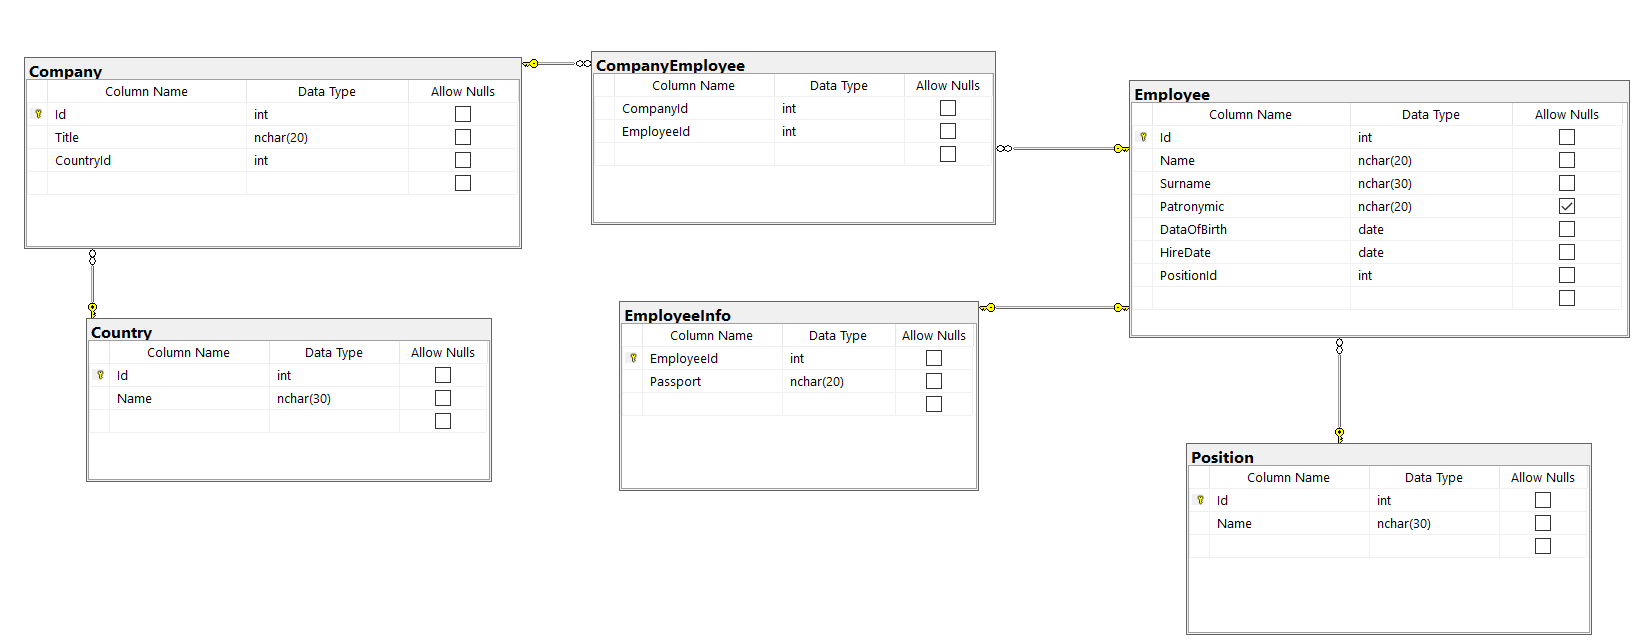 Company
Column Name Data Type Allow Nulls
Id int
Title nchar(20)
CountryId int
CompanyEmployee
Column Name Data Type Allow Nulls
CompanyId int
EmployeeId int
Employee
Column Name Data Type Allow Nulls
Id int
Name nchar(20)
Surname nchar(30)
Patronymic nchar(20)
DataOfBirth date
HireDate date
PositionId int
Country
Column Name Data Type Allow Nulls
Id int
Name nchar(30)
EmployeeInfo
Column Name Data Type Allow Nulls
EmployeeId int
Passport nchar(20)
Position
Column Name Data Type Allow Nulls
Id int
Name nchar(30)